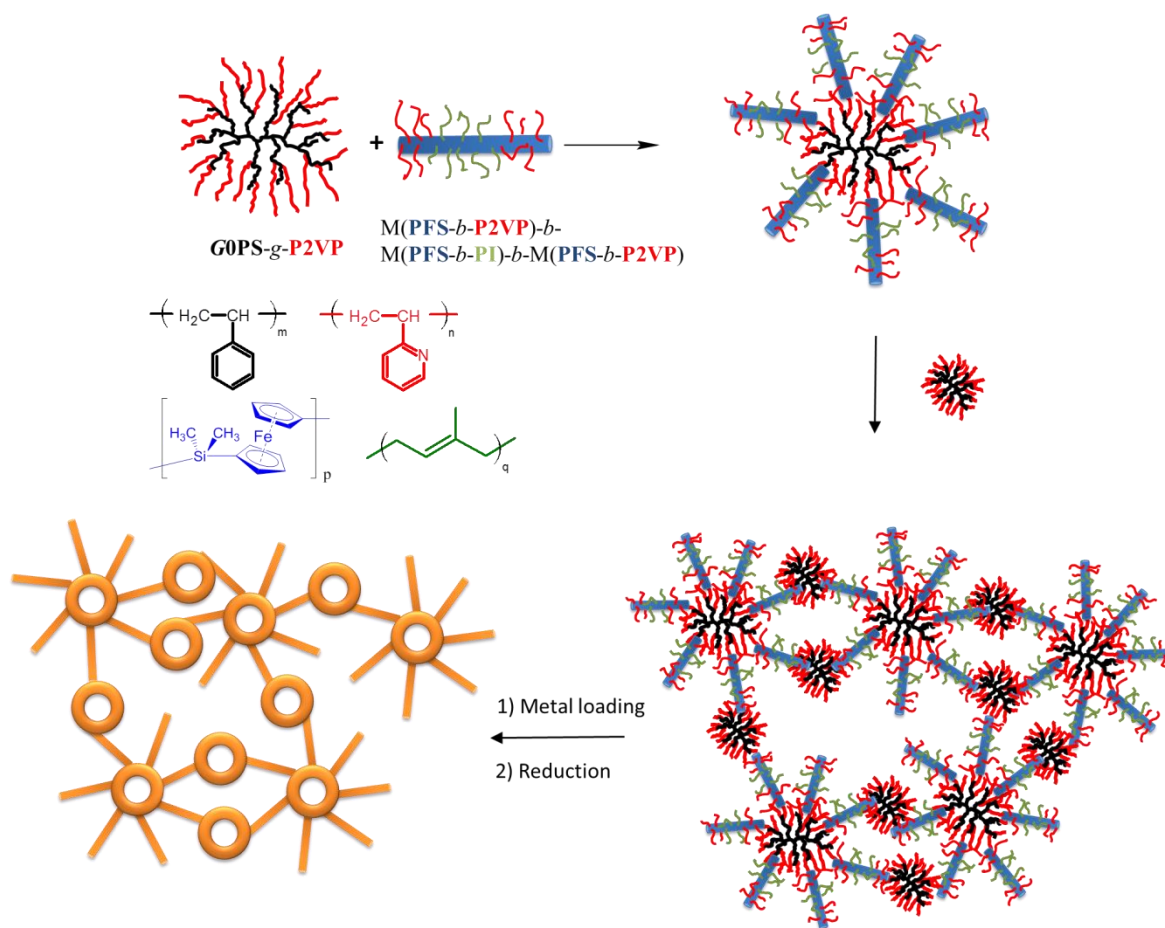 +
G0PS-g-P2VP
M(PFS-b-P2VP)-b-
M(PFS-b-PI)-b-M(PFS-b-P2VP)
H₂C—CH
m
H₂C—CH
n
N
H₃C CH₃
Si
Fe
p
q
1) Metal loading
2) Reduction